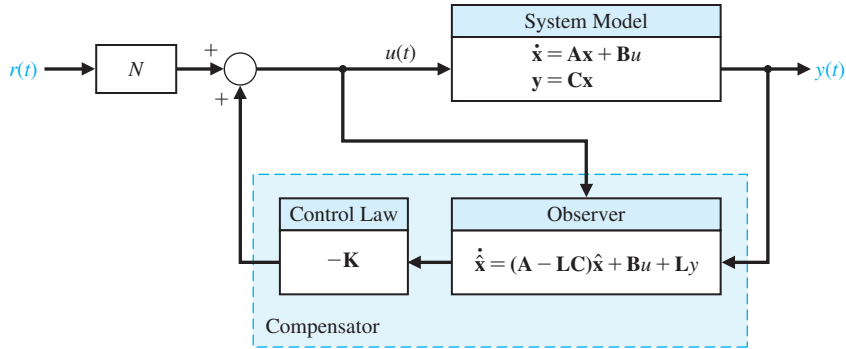 System Model
ẋ = Ax + Bu
y = Cx
r(t)
N
+
+
u(t)
y(t)
Control Law
−K
Observer
x̂̇ = (A − LC)x̂ + Bu + Ly
Compensator